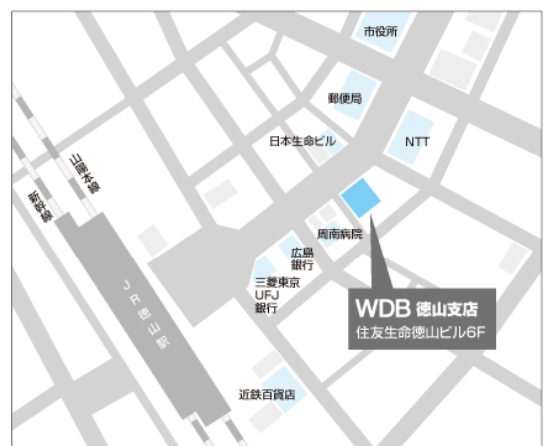 市役所
郵便局
日本生命ビル
NTT
山陽本線
新幹線
周南病院
広島
銀行
三菱東京
UFJ
銀行
JR徳山駅
WDB 徳山支店
住友生命徳山ビル6F
近鉄百貨店